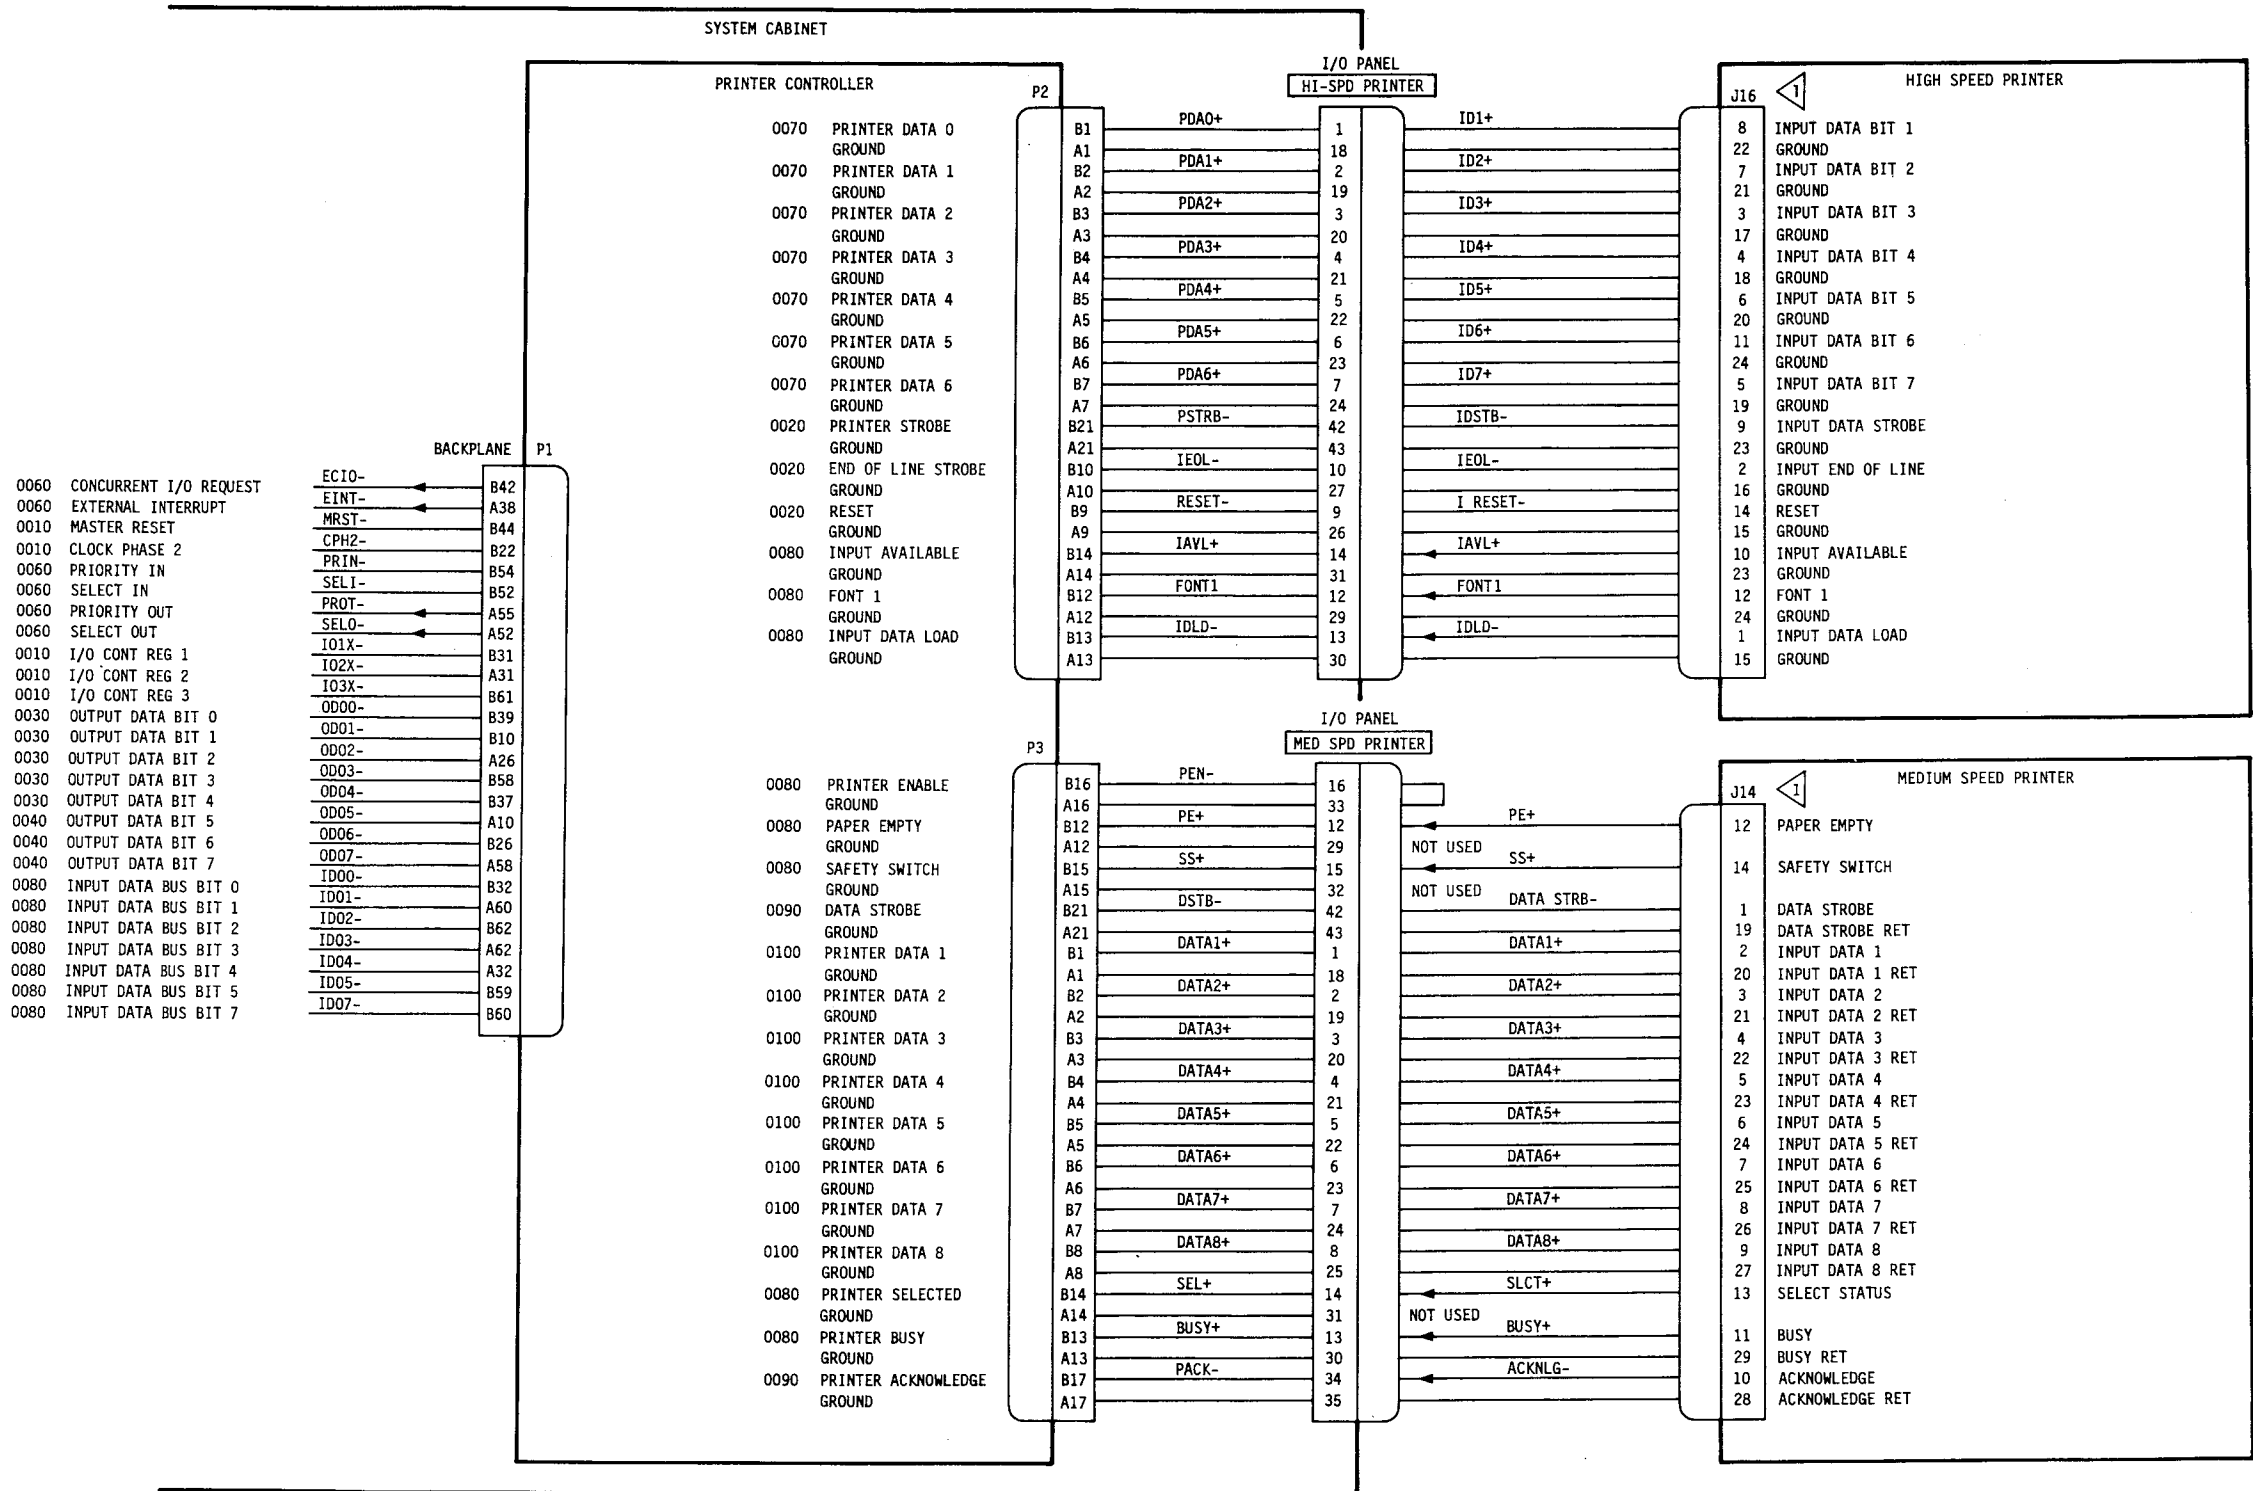 SYSTEM CABINET
I/O PANEL
HI-SPD PRINTER
PRINTER CONTROLLER
P2
HIGH SPEED PRINTER
J16 1
0070 PRINTER DATA 0 B1 PDA0+ 1 ID1+ 8 INPUT DATA BIT 1
GROUND A1 18 22 GROUND
0070 PRINTER DATA 1 B2 PDA1+ 2 ID2+ 7 INPUT DATA BIT 2
GROUND A2 19 21 GROUND
0070 PRINTER DATA 2 B3 PDA2+ 3 ID3+ 3 INPUT DATA BIT 3
GROUND A3 20 17 GROUND
0070 PRINTER DATA 3 B4 PDA3+ 4 ID4+ 4 INPUT DATA BIT 4
GROUND A4 21 18 GROUND
0070 PRINTER DATA 4 B5 PDA4+ 5 ID5+ 6 INPUT DATA BIT 5
GROUND A5 22 20 GROUND
0070 PRINTER DATA 5 B6 PDA5+ 6 ID6+ 11 INPUT DATA BIT 6
GROUND A6 23 24 GROUND
0070 PRINTER DATA 6 B7 PDA6+ 7 ID7+ 5 INPUT DATA BIT 7
GROUND A7 24 19 GROUND
0020 PRINTER STROBE B21 PSTRB- 42 IDSTB- 9 INPUT DATA STROBE
GROUND A21 43 23 GROUND
0020 END OF LINE STROBE B10 IEOL- 10 IEOL- 2 INPUT END OF LINE
GROUND A10 27 16 GROUND
0020 RESET B9 RESET- 9 I RESET- 14 RESET
GROUND A9 26 15 GROUND
0080 INPUT AVAILABLE B14 IAVL+ 14 IAVL+ 10 INPUT AVAILABLE
GROUND A14 31 23 GROUND
0080 FONT 1 B12 FONT1 12 FONT1 12 FONT 1
GROUND A12 29 24 GROUND
0080 INPUT DATA LOAD B13 IDLD- 13 IDLD- 1 INPUT DATA LOAD
GROUND A13 30 15 GROUND
BACKPLANE P1
0060 CONCURRENT I/O REQUEST ECIO- B42
0060 EXTERNAL INTERRUPT EINT- A38
0010 MASTER RESET MRST- B44
0010 CLOCK PHASE 2 CPH2- B22
0060 PRIORITY IN PRIN- B54
0060 SELECT IN SELI- B52
0060 PRIORITY OUT PROT- A55
0060 SELECT OUT SELO- A52
0010 I/O CONT REG 1 IO1X- B31
0010 I/O CONT REG 2 IO2X- A31
0010 I/O CONT REG 3 IO3X- B61
0030 OUTPUT DATA BIT 0 OD00- B39
0030 OUTPUT DATA BIT 1 OD01- B10
0030 OUTPUT DATA BIT 2 OD02- A26
0030 OUTPUT DATA BIT 3 OD03- B58
0030 OUTPUT DATA BIT 4 OD04- B37
0040 OUTPUT DATA BIT 5 OD05- A10
0040 OUTPUT DATA BIT 6 OD06- B26
0040 OUTPUT DATA BIT 7 OD07- A58
0080 INPUT DATA BUS BIT 0 ID00- B32
0080 INPUT DATA BUS BIT 1 ID01- A60
0080 INPUT DATA BUS BIT 2 ID02- B62
0080 INPUT DATA BUS BIT 3 ID03- A62
0080 INPUT DATA BUS BIT 4 ID04- A32
0080 INPUT DATA BUS BIT 5 ID05- B59
0080 INPUT DATA BUS BIT 7 ID07- B60
I/O PANEL
MED SPD PRINTER
P3
MEDIUM SPEED PRINTER
J14 1
0080 PRINTER ENABLE B16 PEN- 16
GROUND A16 33
0080 PAPER EMPTY B12 PE+ 12 PE+ 12 PAPER EMPTY
GROUND A12 29 NOT USED
0080 SAFETY SWITCH B15 SS+ 15 SS+ 14 SAFETY SWITCH
GROUND A15 32 NOT USED
0090 DATA STROBE B21 DSTB- 42 DATA STRB- 1 DATA STROBE
GROUND A21 43 19 DATA STROBE RET
0100 PRINTER DATA 1 B1 DATA1+ 1 DATA1+ 2 INPUT DATA 1
GROUND A1 18 20 INPUT DATA 1 RET
0100 PRINTER DATA 2 B2 DATA2+ 2 DATA2+ 3 INPUT DATA 2
GROUND A2 19 21 INPUT DATA 2 RET
0100 PRINTER DATA 3 B3 DATA3+ 3 DATA3+ 4 INPUT DATA 3
GROUND A3 20 22 INPUT DATA 3 RET
0100 PRINTER DATA 4 B4 DATA4+ 4 DATA4+ 5 INPUT DATA 4
GROUND A4 21 23 INPUT DATA 4 RET
0100 PRINTER DATA 5 B5 DATA5+ 5 DATA5+ 6 INPUT DATA 5
GROUND A5 22 24 INPUT DATA 5 RET
0100 PRINTER DATA 6 B6 DATA6+ 6 DATA6+ 7 INPUT DATA 6
GROUND A6 23 25 INPUT DATA 6 RET
0100 PRINTER DATA 7 B7 DATA7+ 7 DATA7+ 8 INPUT DATA 7
GROUND A7 24 26 INPUT DATA 7 RET
0100 PRINTER DATA 8 B8 DATA8+ 8 DATA8+ 9 INPUT DATA 8
GROUND A8 25 27 INPUT DATA 8 RET
0080 PRINTER SELECTED B14 SEL+ 14 SLCT+ 13 SELECT STATUS
GROUND A14 31 NOT USED
0080 PRINTER BUSY B13 BUSY+ 13 BUSY+ 11 BUSY
GROUND A13 30 29 BUSY RET
0090 PRINTER ACKNOWLEDGE B17 PACK- 34 ACKNLG- 10 ACKNOWLEDGE
GROUND A17 35 28 ACKNOWLEDGE RET